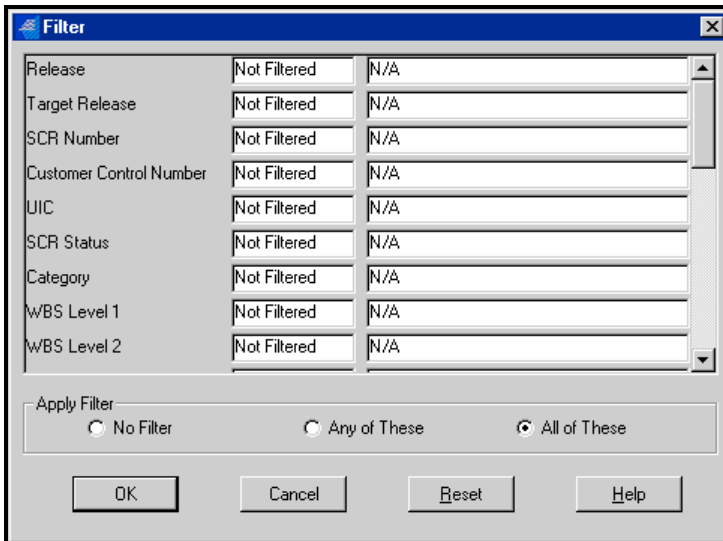 Filter
Release Not Filtered N/A
Target Release Not Filtered N/A
SCR Number Not Filtered N/A
Customer Control Number Not Filtered N/A
UIC Not Filtered N/A
SCR Status Not Filtered N/A
Category Not Filtered N/A
WBS Level 1 Not Filtered N/A
WBS Level 2 Not Filtered N/A
Apply Filter
No Filter Any of These All of These
OK Cancel Reset Help